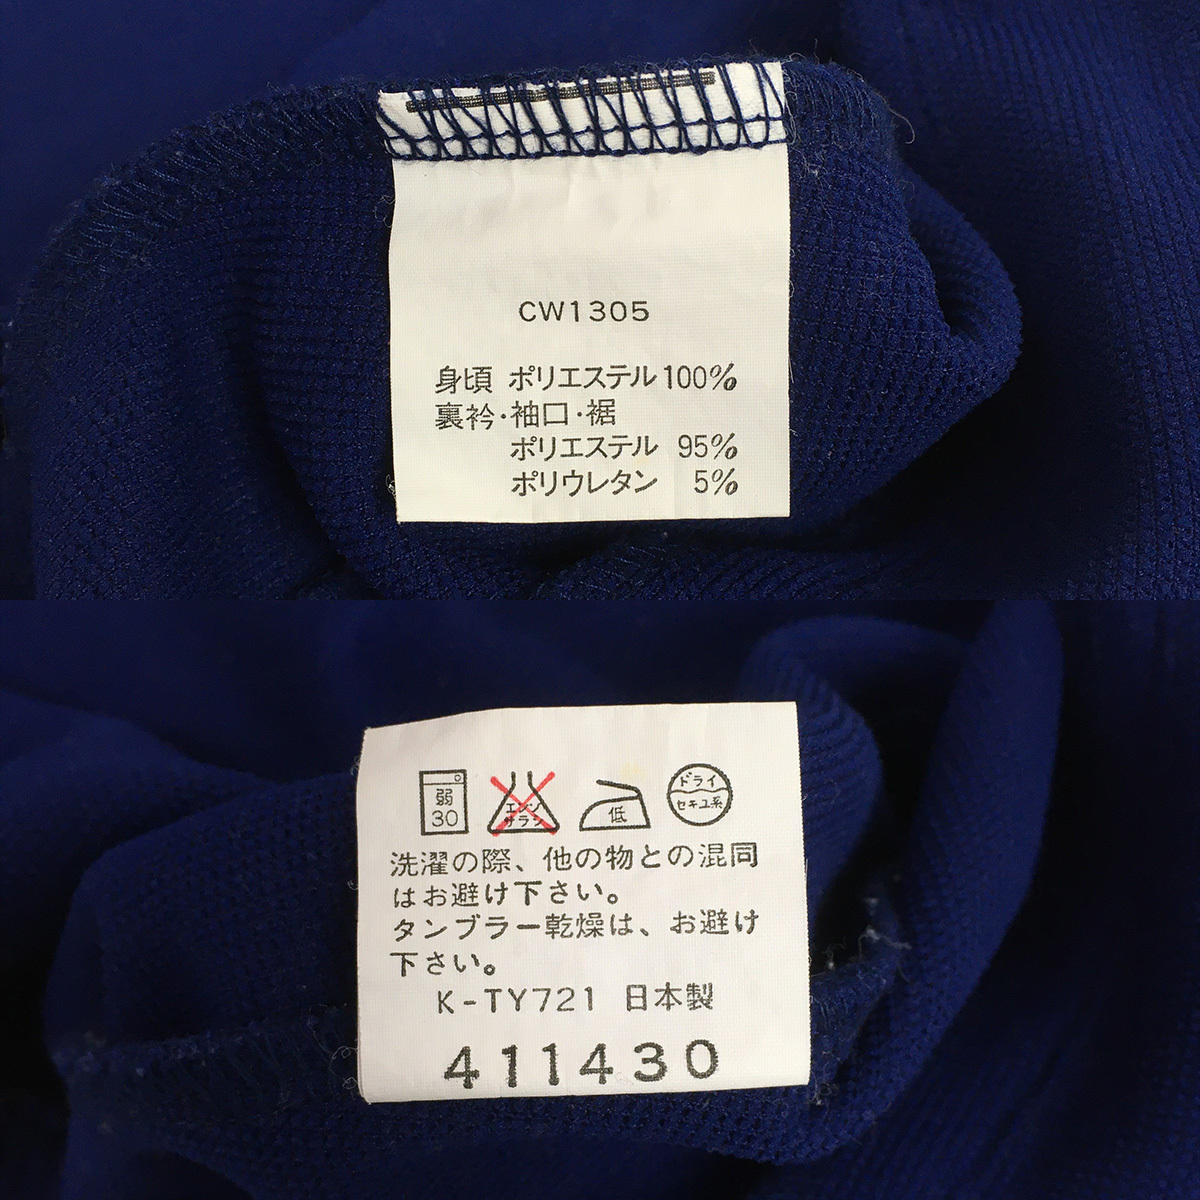 CW1305
身頃 ポリエステル100%
裏衿・袖口・裾
ポリエステル 95%
ポリウレタン 5%
弱
30
エンソ
サラシ
低
ドライ
セキユ系
洗濯の際、他の物との混同
はお避け下さい。
タンブラー乾燥は、お避け
下さい。
K-TY721 日本製
411430